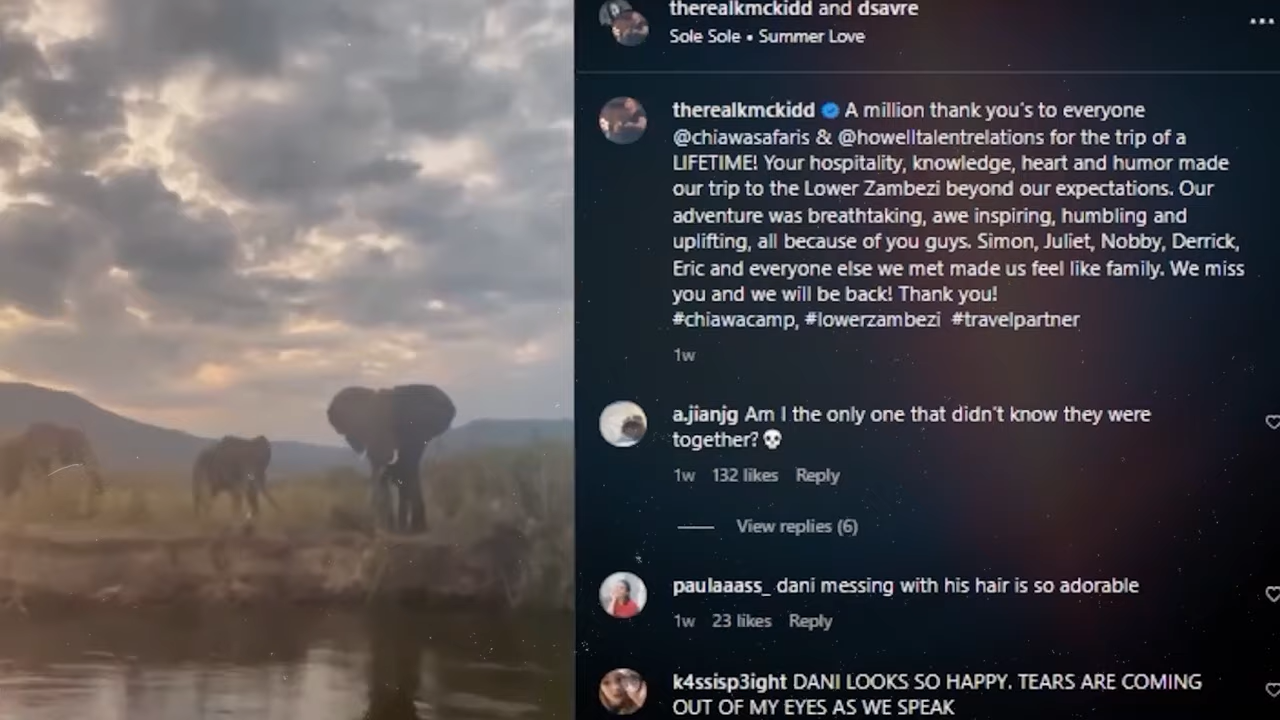 therealkmckidd and dsavre
Sole Sole • Summer Love
therealkmckidd A million thank you's to everyone
@chiawasafaris & @howelltalentrelations for the trip of a
LIFETIME! Your hospitality, knowledge, heart and humor made
our trip to the Lower Zambezi beyond our expectations. Our
adventure was breathtaking, awe inspiring, humbling and
uplifting, all because of you guys. Simon, Juliet, Nobby, Derrick,
Eric and everyone else we met made us feel like family. We miss
you and we will be back! Thank you!
#chiawacamp, #lowerzambezi #travelpartner
1w
a.jianjg Am I the only one that didn't know they were
together?💀
1w 132 likes Reply
View replies (6)
paulaaass_ dani messing with his hair is so adorable
1w 23 likes Reply
k4ssisp3ight DANI LOOKS SO HAPPY. TEARS ARE COMING
OUT OF MY EYES AS WE SPEAK